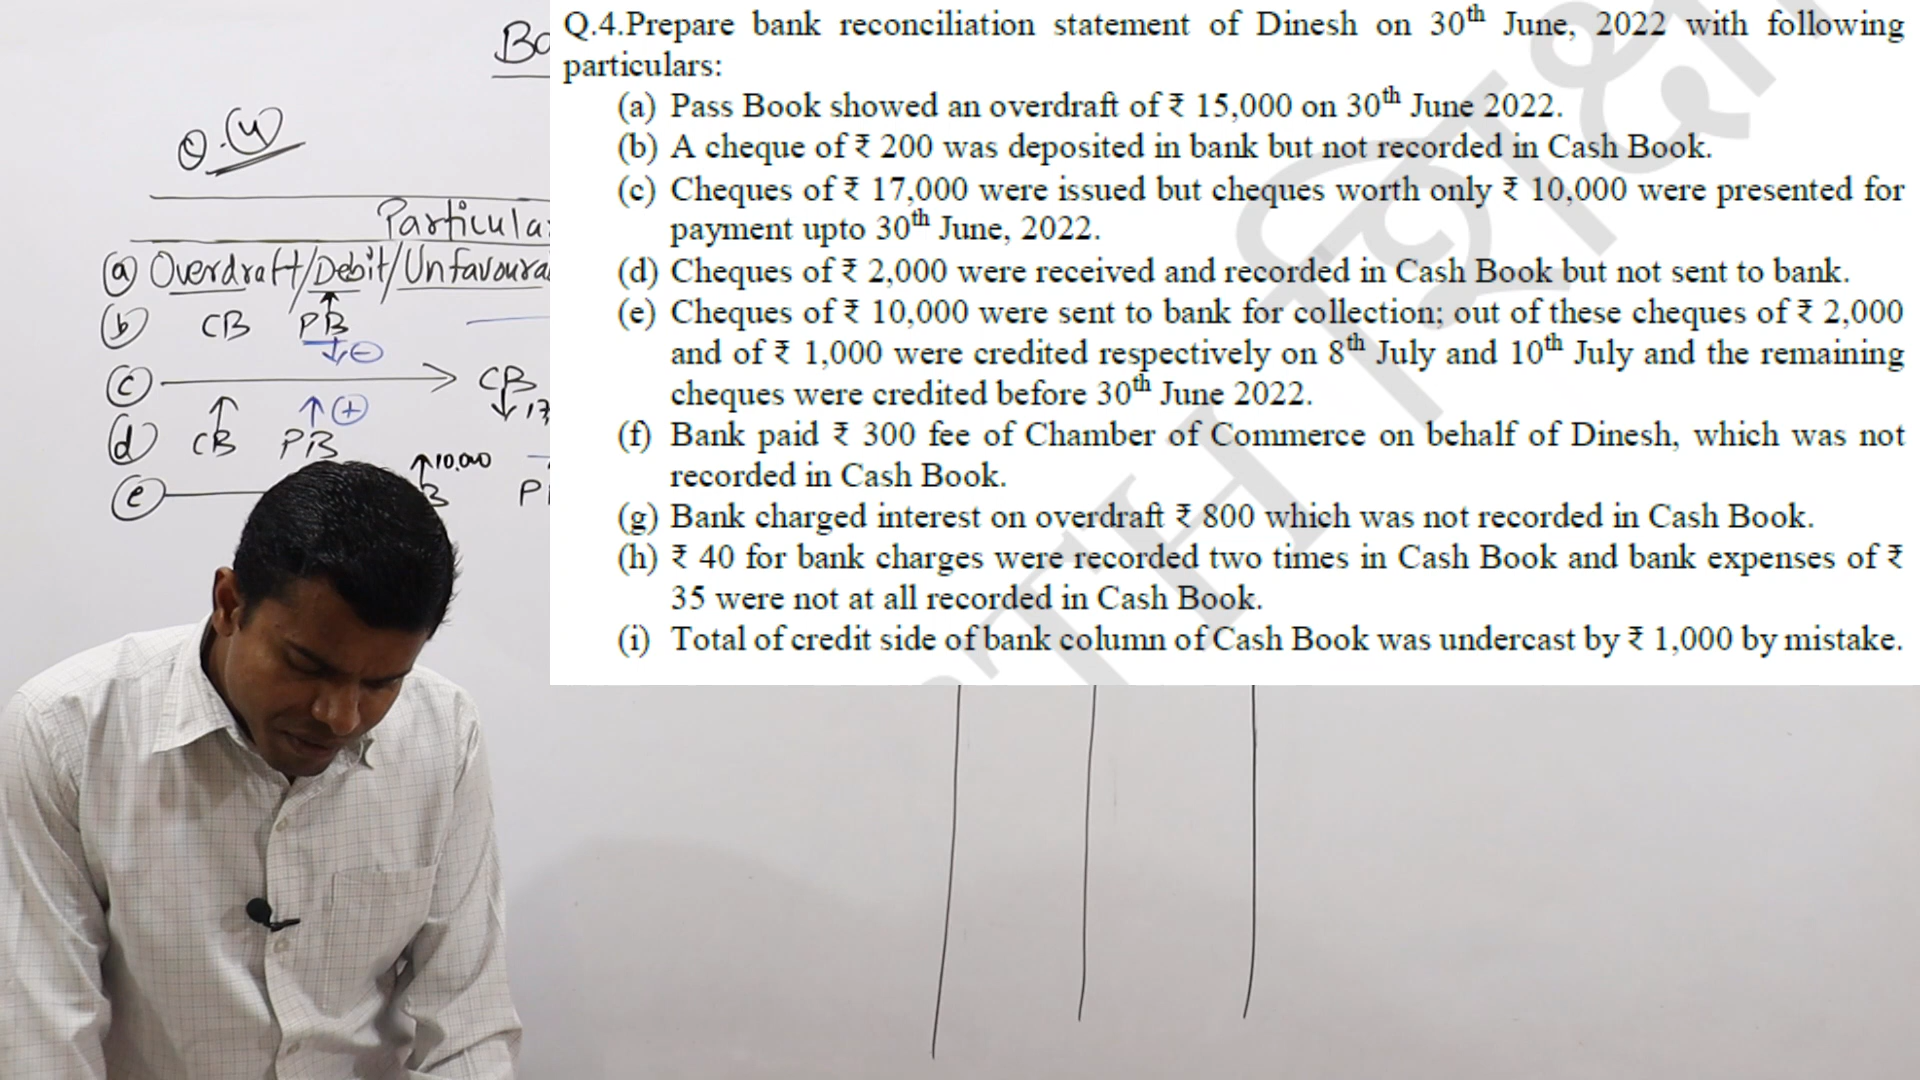 Bo
Q.(4)
Particular
(a) Overdraft/Debit/Unfavoura
(b) CB PB
-
(c) CB
17
+
(d) CB PB
10,000
(e) B P
Q.4.Prepare bank reconciliation statement of Dinesh on 30th June, 2022 with following
particulars:
(a) Pass Book showed an overdraft of ₹ 15,000 on 30th June 2022.
(b) A cheque of ₹ 200 was deposited in bank but not recorded in Cash Book.
(c) Cheques of ₹ 17,000 were issued but cheques worth only ₹ 10,000 were presented for
payment upto 30th June, 2022.
(d) Cheques of ₹ 2,000 were received and recorded in Cash Book but not sent to bank.
(e) Cheques of ₹ 10,000 were sent to bank for collection; out of these cheques of ₹ 2,000
and of ₹ 1,000 were credited respectively on 8th July and 10th July and the remaining
cheques were credited before 30th June 2022.
(f) Bank paid ₹ 300 fee of Chamber of Commerce on behalf of Dinesh, which was not
recorded in Cash Book.
(g) Bank charged interest on overdraft ₹ 800 which was not recorded in Cash Book.
(h) ₹ 40 for bank charges were recorded two times in Cash Book and bank expenses of ₹
35 were not at all recorded in Cash Book.
(i) Total of credit side of bank column of Cash Book was undercast by ₹ 1,000 by mistake.